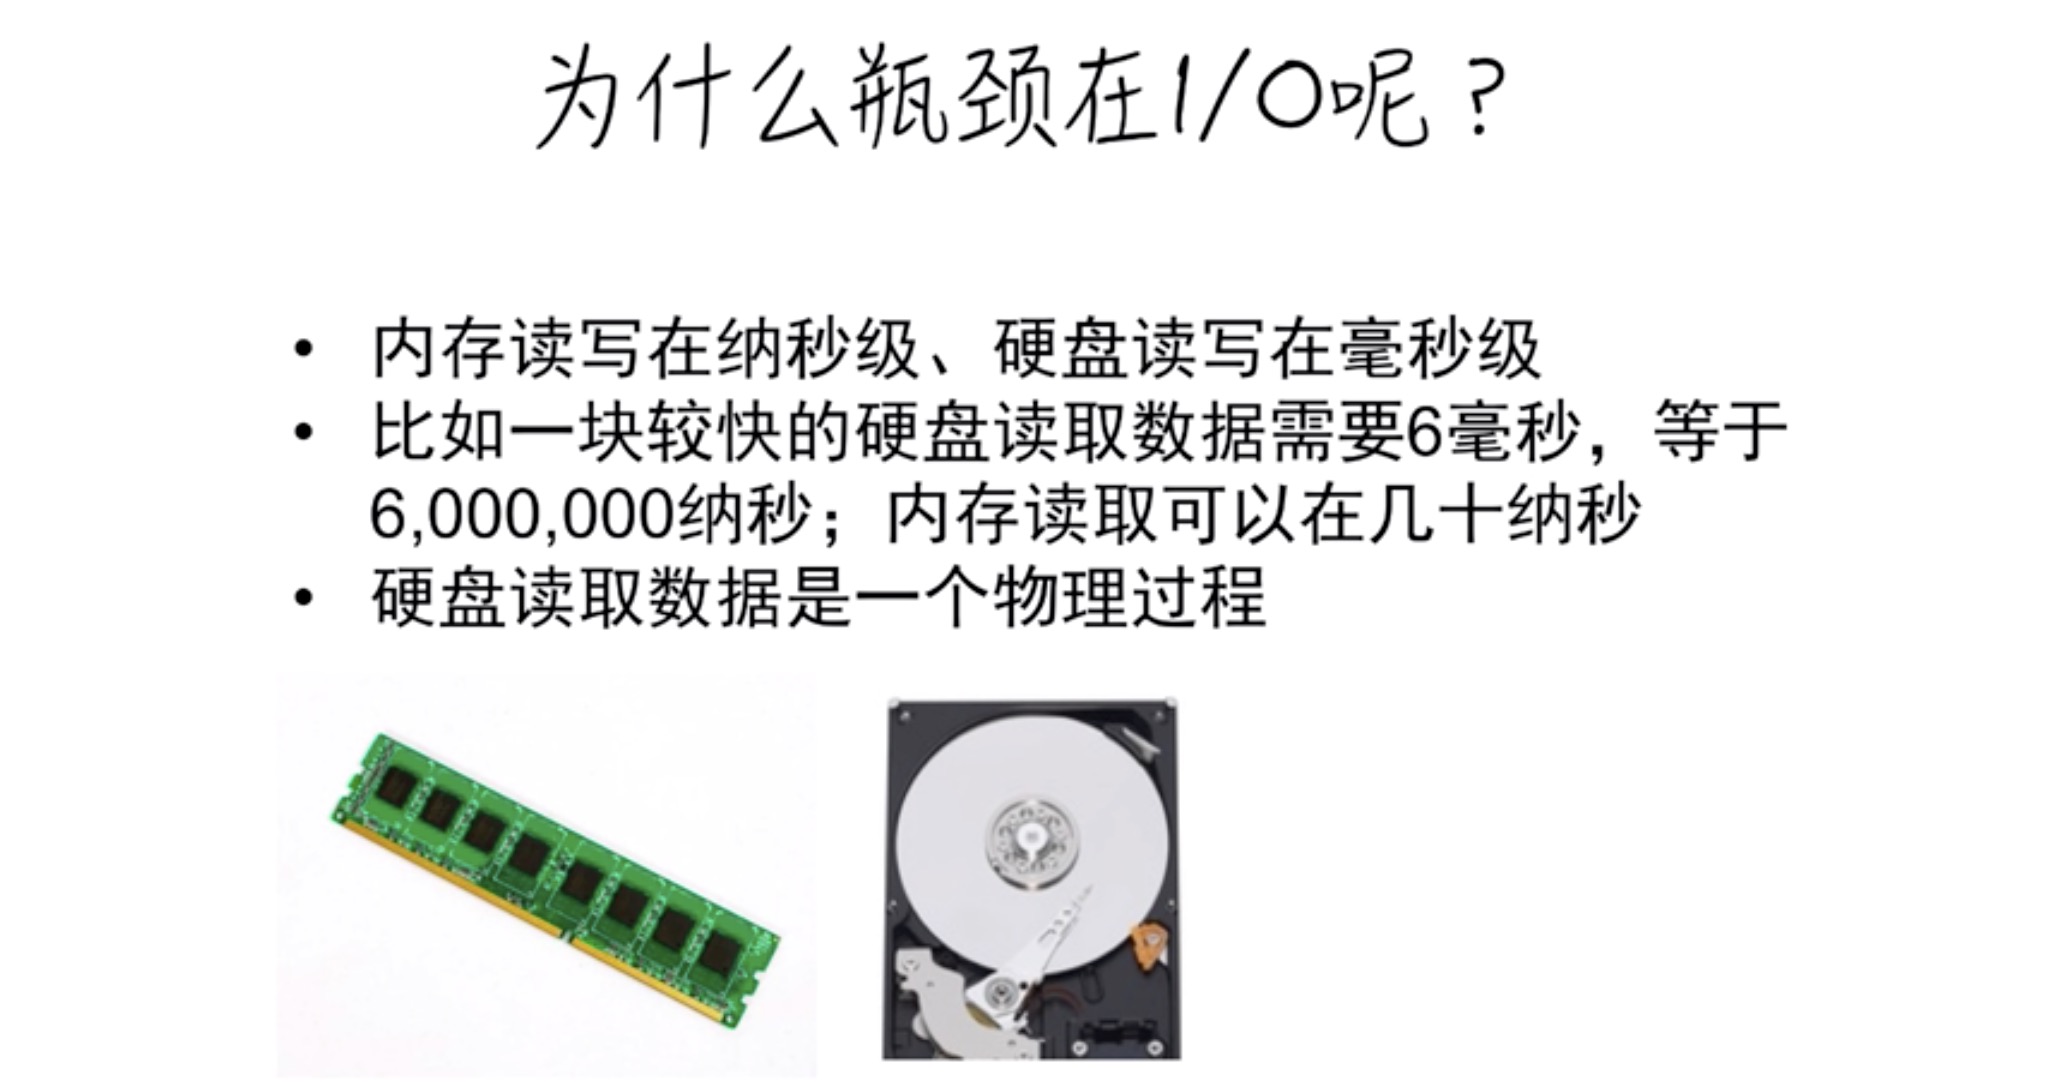 为什么瓶颈在I/O呢？
• 内存读写在纳秒级、硬盘读写在毫秒级
• 比如一块较快的硬盘读取数据需要6毫秒，等于
6,000,000纳秒；内存读取可以在几十纳秒
• 硬盘读取数据是一个物理过程